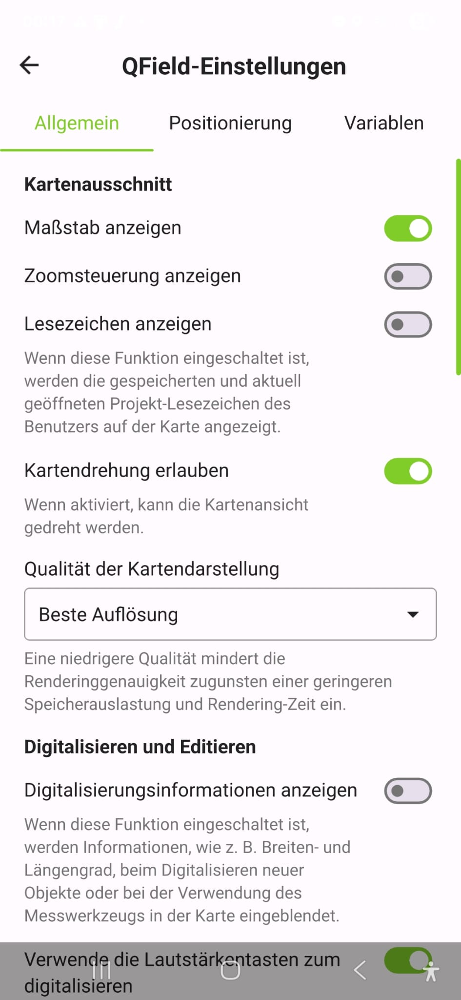 QField-Einstellungen
Allgemein
Positionierung
Variablen
Kartenausschnitt
Maßstab anzeigen
Zoomsteuerung anzeigen
Lesezeichen anzeigen
Wenn diese Funktion eingeschaltet ist,
werden die gespeicherten und aktuell
geöffneten Projekt-Lesezeichen des
Benutzers auf der Karte angezeigt.
Kartendrehung erlauben
Wenn aktiviert, kann die Kartenansicht
gedreht werden.
Qualität der Kartendarstellung
Beste Auflösung
Eine niedrigere Qualität mindert die
Renderinggenauigkeit zugunsten einer geringeren
Speicherauslastung und Rendering-Zeit ein.
Digitalisieren und Editieren
Digitalisierungsinformationen anzeigen
Wenn diese Funktion eingeschaltet ist,
werden Informationen, wie z. B. Breiten- und
Längengrad, beim Digitalisieren neuer
Objekte oder bei der Verwendung des
Messwerkzeugs in der Karte eingeblendet.
Verwende die Lautstärkentasten zum
digitalisieren